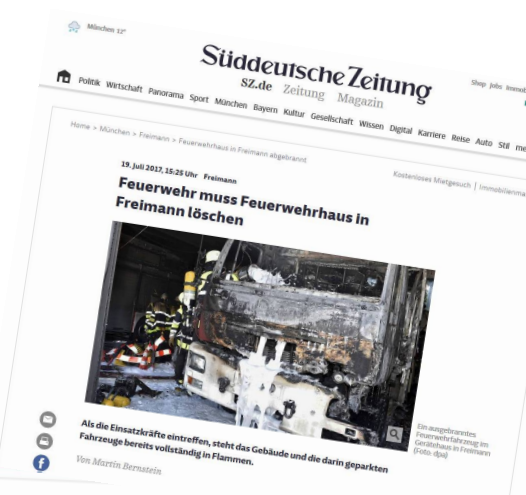 München 12°
Süddeutsche Zeitung
SZ.de Zeitung Magazin
Shop Jobs
Politik Wirtschaft Panorama Sport München Bayern Kultur Gesellschaft Wissen Digital Karriere Reise Auto Stil
Home > München > Freimann > Feuerwehrhaus in Freimann abgebrannt
Kostenloses Mietgesuch | Immobilienma
19. Juli 2017, 15:25 Uhr Freimann
Feuerwehr muss Feuerwehrhaus in
Freimann löschen
Ein ausgebranntes
Feuerwehrfahrzeug im
Gerätehaus in Freimann
(Foto: dpa)
Als die Einsatzkräfte eintreffen, steht das Gebäude und die darin geparkten
Fahrzeuge bereits vollständig in Flammen.
Von Martin Bernstein